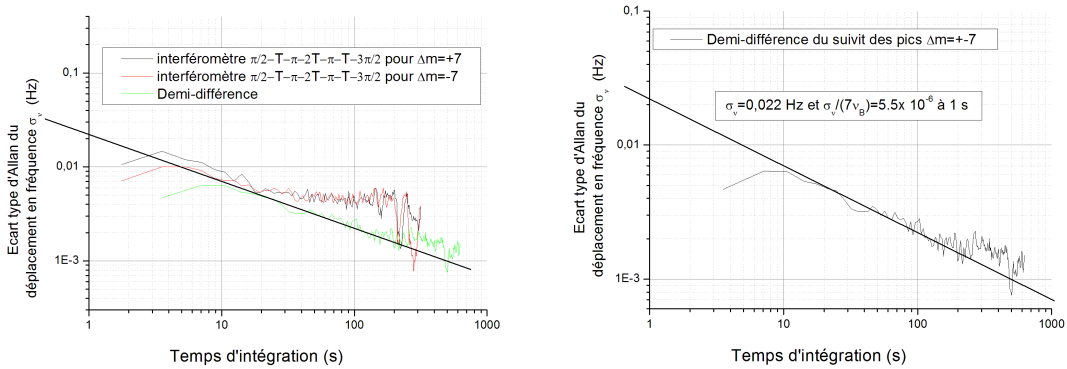 interféromètre π/2−T−π−2T−π−T−3π/2 pour Δm=+7
interféromètre π/2−T−π−2T−π−T−3π/2 pour Δm=-7
Demi-différence
0,1
0,01
1E-3
1
10
100
1000
Ecart type d'Allan du
déplacement en fréquence σν (Hz)
Temps d'intégration (s)
Demi-différence du suivit des pics Δm=+-7
σν=0,022 Hz et σν/(7νB)=5.5x 10-6 à 1 s
0,1
0,01
1E-3
1
10
100
1000
Ecart type d'Allan du
déplacement en fréquence σν (Hz)
Temps d'intégration (s)